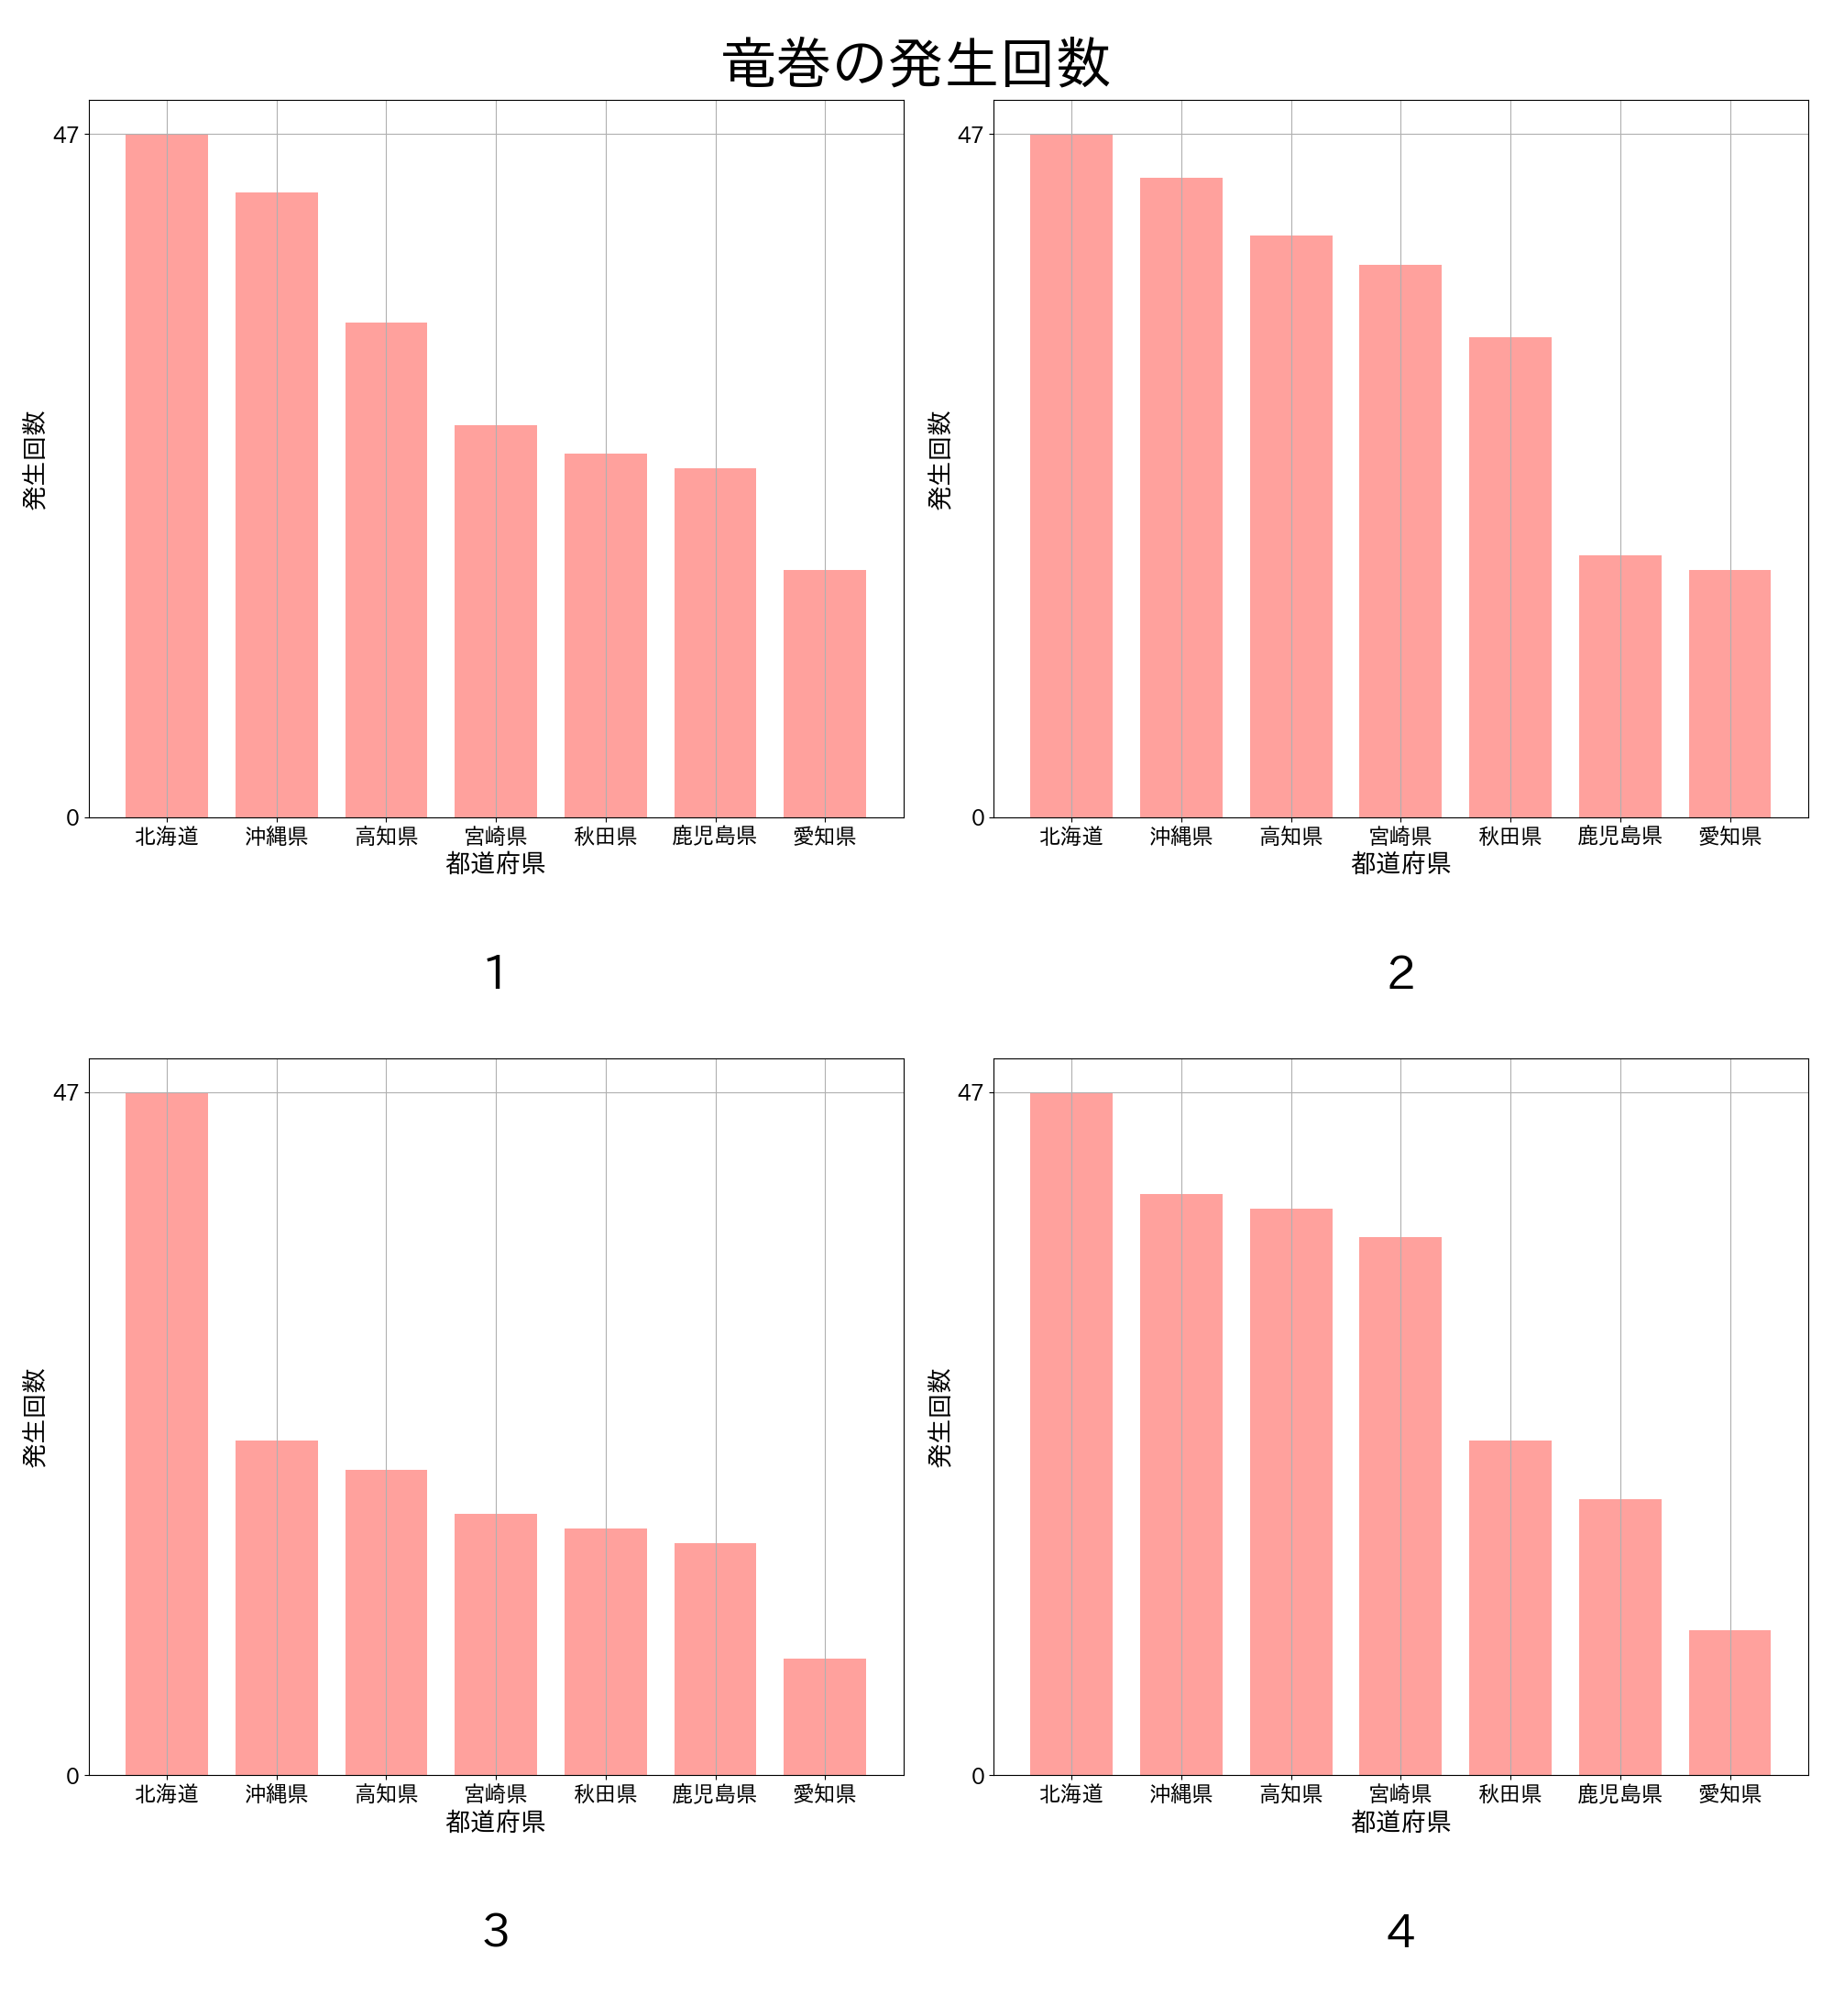 竜巻の発生回数
47
0
発生回数
北海道 沖縄県 高知県 宮崎県 秋田県 鹿児島県 愛知県
都道府県
1
47
0
発生回数
北海道 沖縄県 高知県 宮崎県 秋田県 鹿児島県 愛知県
都道府県
2
47
0
発生回数
北海道 沖縄県 高知県 宮崎県 秋田県 鹿児島県 愛知県
都道府県
3
47
0
発生回数
北海道 沖縄県 高知県 宮崎県 秋田県 鹿児島県 愛知県
都道府県
4